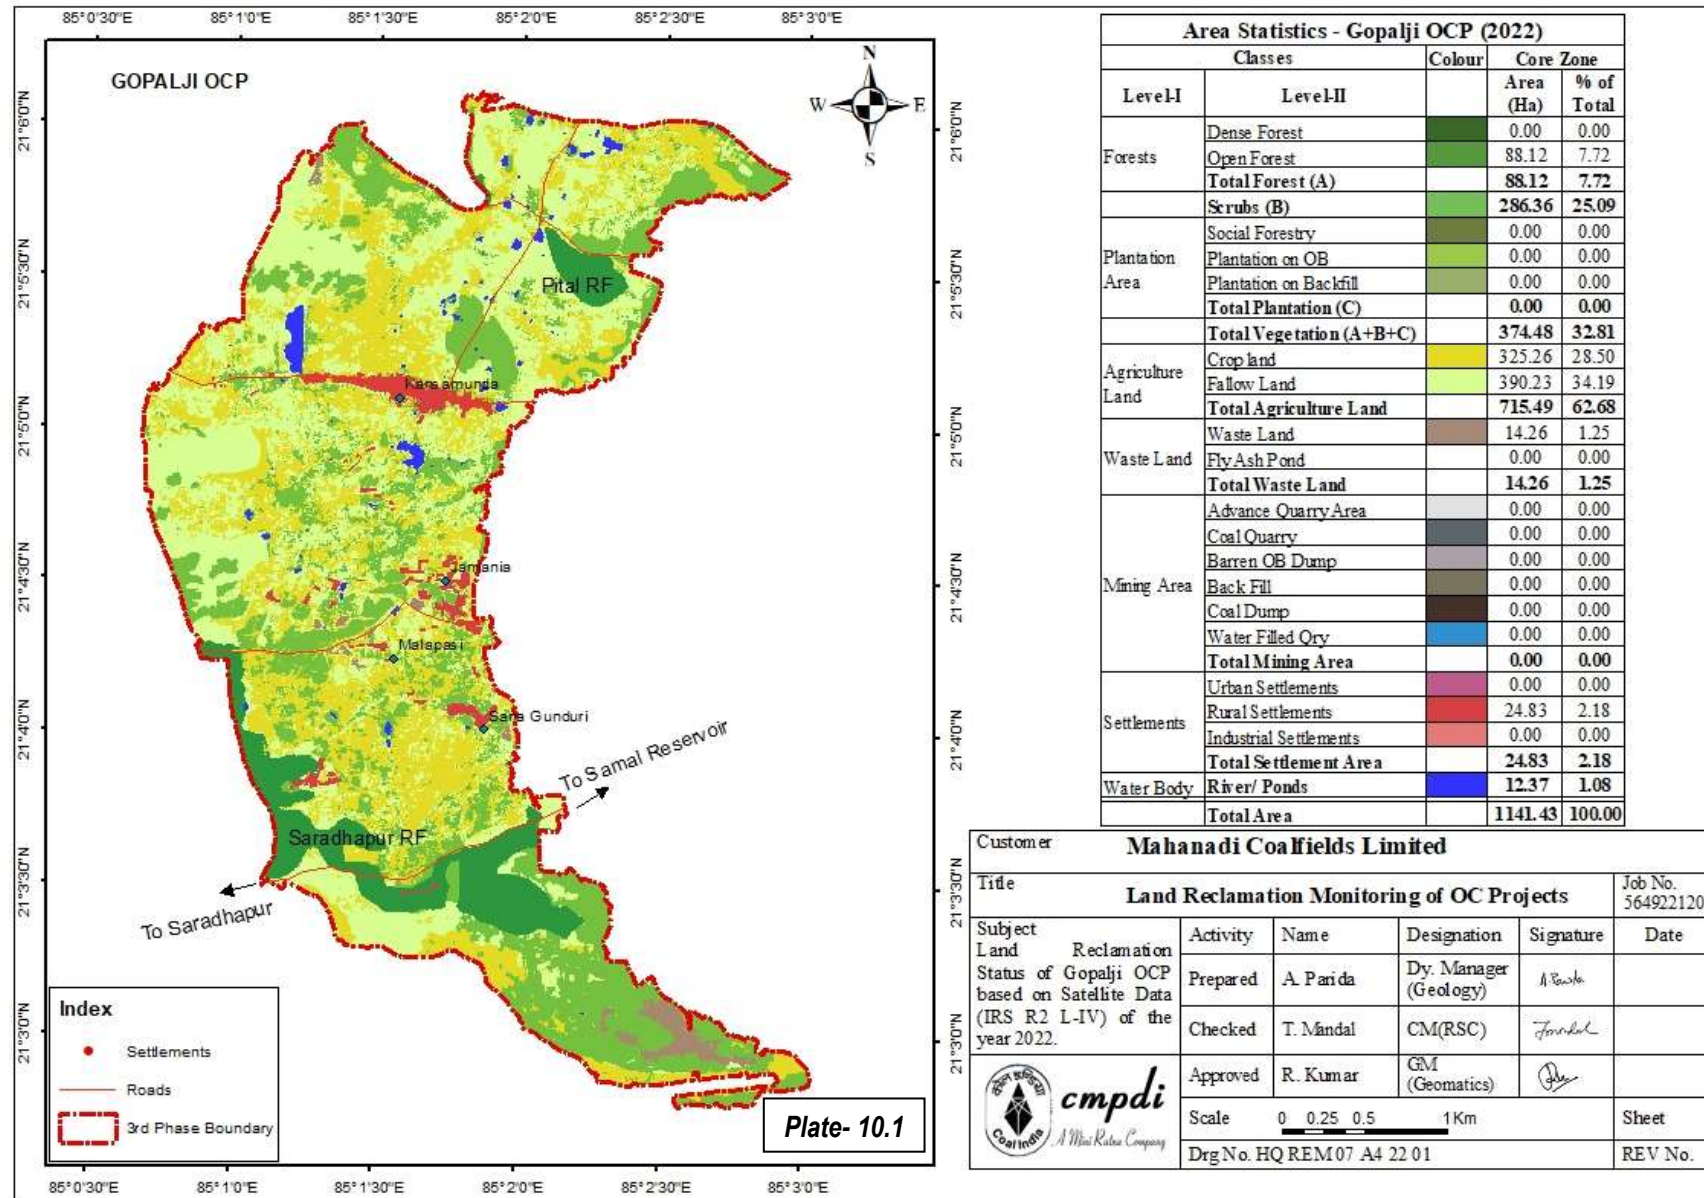 85°0'30"E 85°1'0"E 85°1'30"E 85°2'0"E 85°2'30"E 85°3'0"E
GOPALJI OCP
N
W E
S
21°6'0"N 21°6'0"N
21°5'30"N 21°5'30"N
Pital RF
Karsamunda
21°5'0"N 21°5'0"N
21°4'30"N 21°4'30"N
Jamania
Malapasi
Sana Gunduri
21°4'0"N 21°4'0"N
To Samal Reservoir
Saradhapur RF
21°3'30"N 21°3'30"N
To Saradhapur
21°3'0"N 21°3'0"N
Index
Settlements
Roads
3rd Phase Boundary
Plate- 10.1
85°0'30"E 85°1'0"E 85°1'30"E 85°2'0"E 85°2'30"E 85°3'0"E
Area Statistics - Gopalji OCP (2022)
Classes Colour Core Zone
Level-I Level-II Area (Ha) % of Total
Forests
Dense Forest 0.00 0.00
Open Forest 88.12 7.72
Total Forest (A) 88.12 7.72
Scrubs (B) 286.36 25.09
Plantation Area
Social Forestry 0.00 0.00
Plantation on OB 0.00 0.00
Plantation on Backfill 0.00 0.00
Total Plantation (C) 0.00 0.00
Total Vegetation (A+B+C) 374.48 32.81
Agriculture Land
Crop land 325.26 28.50
Fallow Land 390.23 34.19
Total Agriculture Land 715.49 62.68
Waste Land
Waste Land 14.26 1.25
Fly Ash Pond 0.00 0.00
Total Waste Land 14.26 1.25
Mining Area
Advance Quarry Area 0.00 0.00
Coal Quarry 0.00 0.00
Barren OB Dump 0.00 0.00
Back Fill 0.00 0.00
Coal Dump 0.00 0.00
Water Filled Qry 0.00 0.00
Total Mining Area 0.00 0.00
Settlements
Urban Settlements 0.00 0.00
Rural Settlements 24.83 2.18
Industrial Settlements 0.00 0.00
Total Settlement Area 24.83 2.18
Water Body River/ Ponds 12.37 1.08
Total Area 1141.43 100.00
Customer Mahanadi Coalfields Limited
Title Land Reclamation Monitoring of OC Projects
Job No.
564922120
Subject
Land Reclamation
Status of Gopalji OCP
based on Satellite Data
(IRS R2 L-IV) of the
year 2022.
Activity Name Designation Signature Date
Prepared A. Parida Dy. Manager (Geology)
Checked T. Mandal CM(RSC)
Approved R. Kumar GM (Geomatics)
Scale 0 0.25 0.5 1 Km Sheet
Drg No. HQ REM 07 A4 22 01 REV No.
कोल इण्डिया
Coal India
cmpdi
A Mini Ratna Company